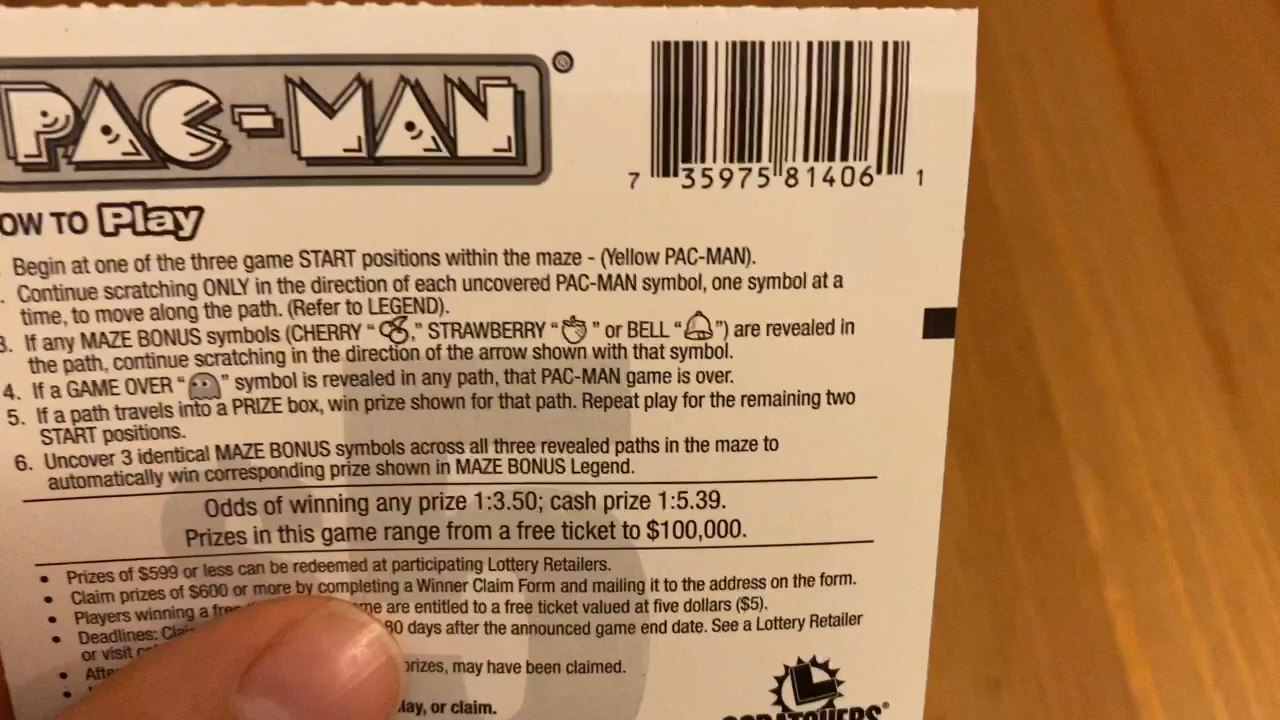 PAC-MAN®
7 35975 81406 1
OW TO Play
Begin at one of the three game START positions within the maze - (Yellow PAC-MAN).
. Continue scratching ONLY in the direction of each uncovered PAC-MAN symbol, one symbol at a
time, to move along the path. (Refer to LEGEND).
3. If any MAZE BONUS symbols (CHERRY " ," STRAWBERRY " " or BELL " ") are revealed in
the path, continue scratching in the direction of the arrow shown with that symbol.
4. If a GAME OVER " " symbol is revealed in any path, that PAC-MAN game is over.
5. If a path travels into a PRIZE box, win prize shown for that path. Repeat play for the remaining two
START positions.
6. Uncover 3 identical MAZE BONUS symbols across all three revealed paths in the maze to
automatically win corresponding prize shown in MAZE BONUS Legend.
Odds of winning any prize 1:3.50; cash prize 1:5.39.
Prizes in this game range from a free ticket to $100,000.
• Prizes of $599 or less can be redeemed at participating Lottery Retailers.
• Claim prizes of $600 or more by completing a Winner Claim Form and mailing it to the address on the form.
• Players winning a free me are entitled to a free ticket valued at five dollars ($5).
• Deadlines: 80 days after the announced game end date. See a Lottery Retailer
or visit
• prizes, may have been claimed.
• lay, or claim.
SCRATCHERS®